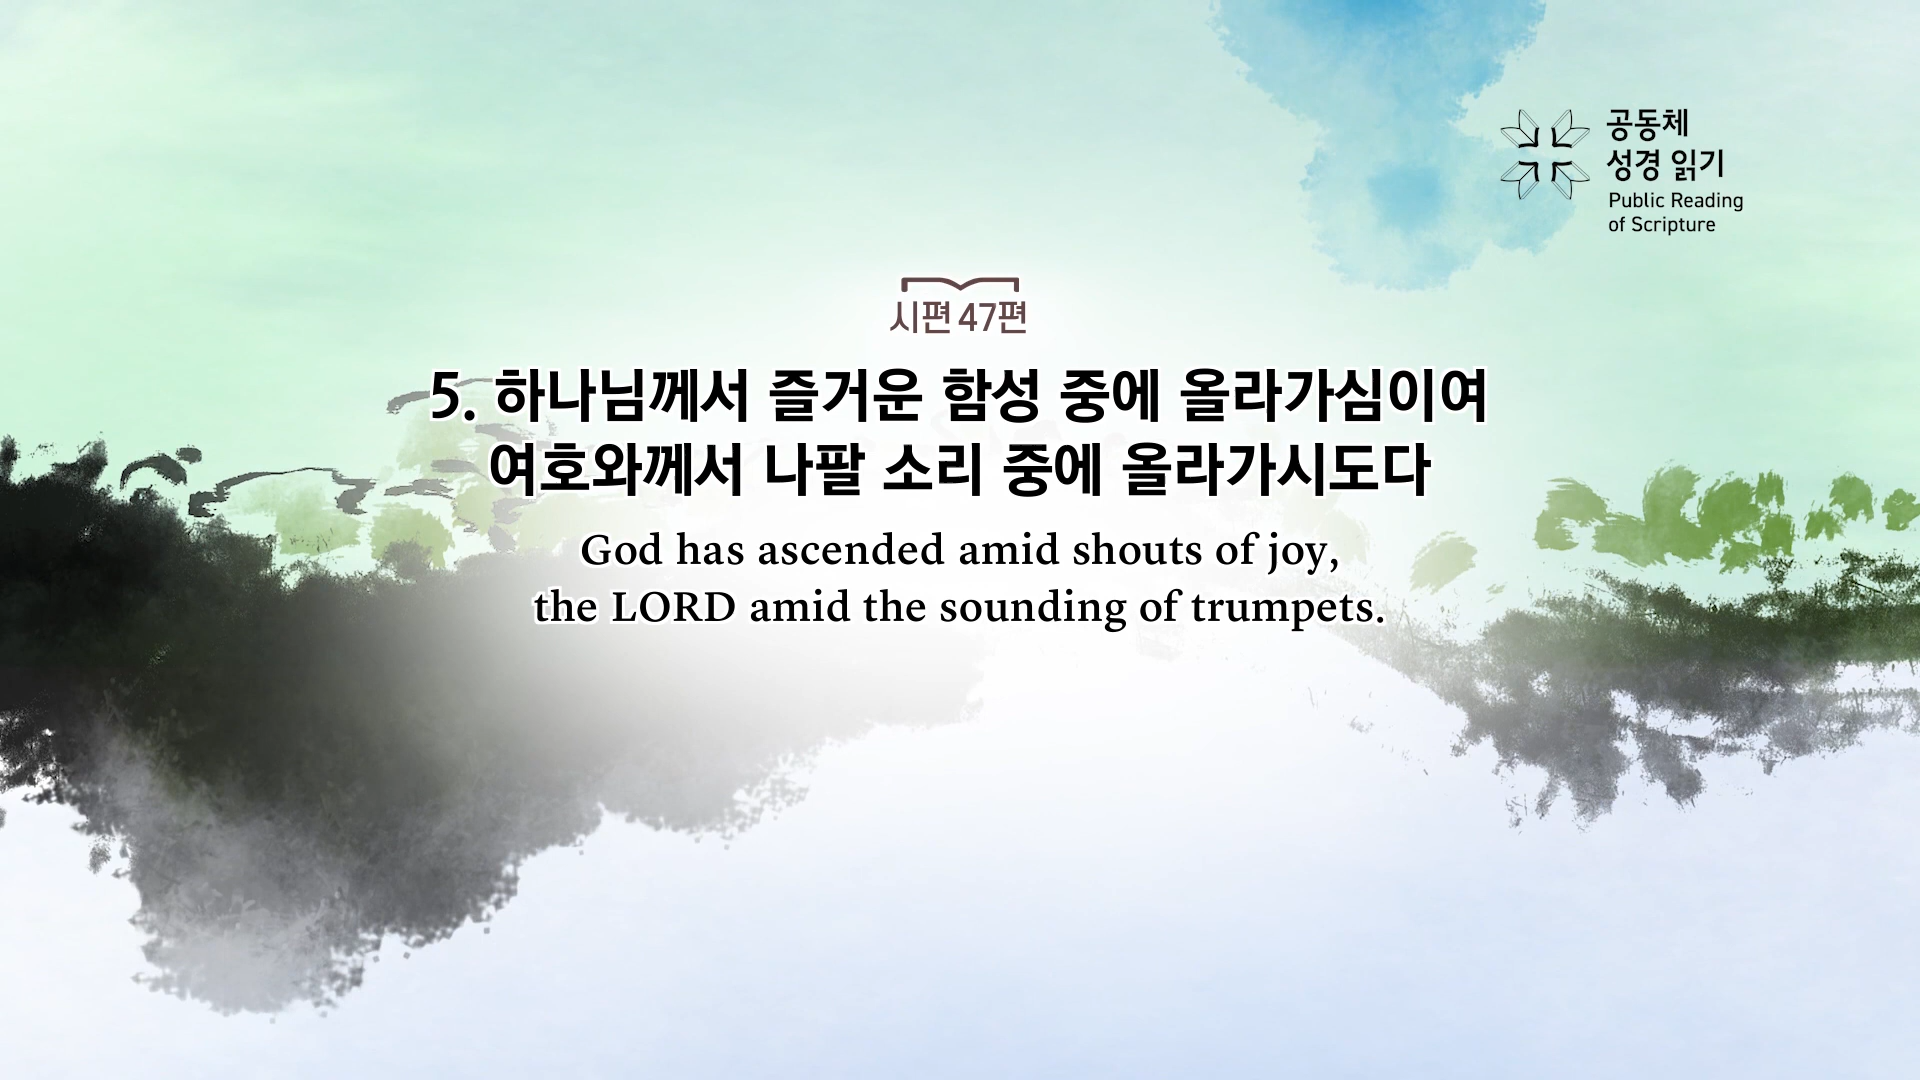 공동체
성경 읽기
Public Reading
of Scripture
시편 47편
5. 하나님께서 즐거운 함성 중에 올라가심이여
여호와께서 나팔 소리 중에 올라가시도다
God has ascended amid shouts of joy,
the LORD amid the sounding of trumpets.